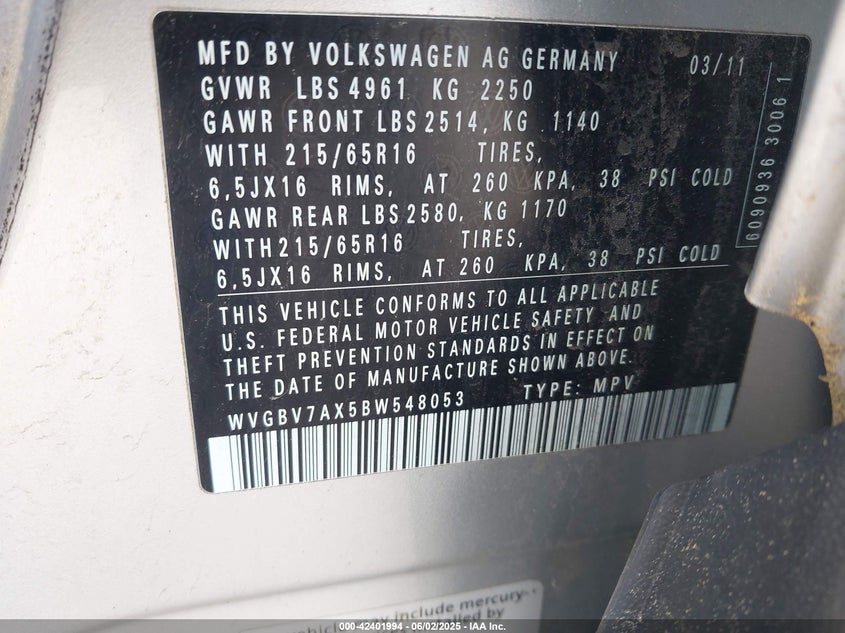 MFD BY VOLKSWAGEN AG GERMANY 03/11
GVWR LBS 4961 KG 2250
GAWR FRONT LBS 2514, KG 1140
WITH 215/65R16 TIRES,
6,5JX16 RIMS, AT 260 KPA, 38 PSI COLD
GAWR REAR LBS 2580, KG 1170
WITH 215/65R16 TIRES,
6,5JX16 RIMS, AT 260 KPA, 38 PSI COLD
THIS VEHICLE CONFORMS TO ALL APPLICABLE
U.S. FEDERAL MOTOR VEHICLE SAFETY AND
THEFT PREVENTION STANDARDS IN EFFECT ON
THE DATE OF MANUFACTURE SHOWN ABOVE.
WVGBV7AX5BW548053 TYPE: MPV
6090936 3006 1
may include mercury-
by
000-42401994 - 06/02/2025 - IAA Inc.